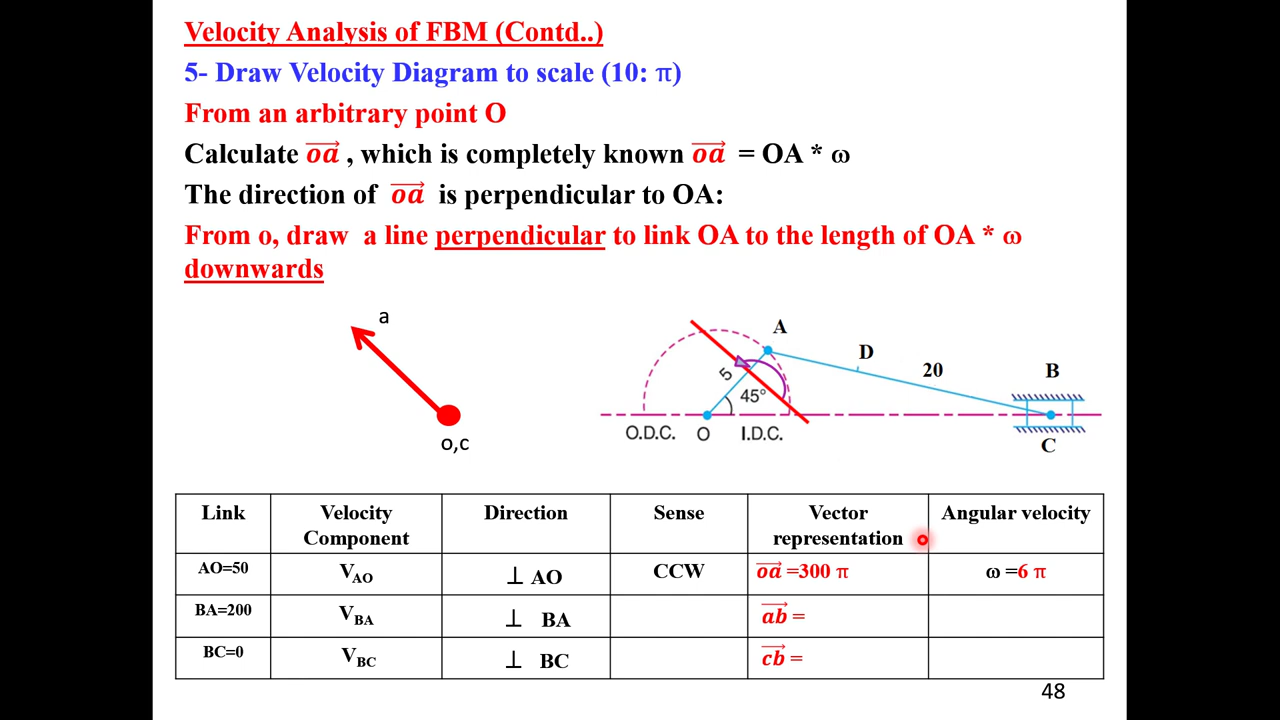 Velocity Analysis of FBM (Contd..)
5- Draw Velocity Diagram to scale (10: π)
From an arbitrary point O
Calculate oa⃗ , which is completely known oa⃗ = OA * ω
The direction of oa⃗ is perpendicular to OA:
From o, draw a line perpendicular to link OA to the length of OA * ω
downwards
a
o,c
A
D
5
20
B
45°
O.D.C. O I.D.C.
C
Link Velocity Component Direction Sense Vector representation Angular velocity
AO=50 V_AO ⊥ AO CCW oa⃗ =300 π ω =6 π
BA=200 V_BA ⊥ BA ab⃗ =
BC=0 V_BC ⊥ BC cb⃗ =
48